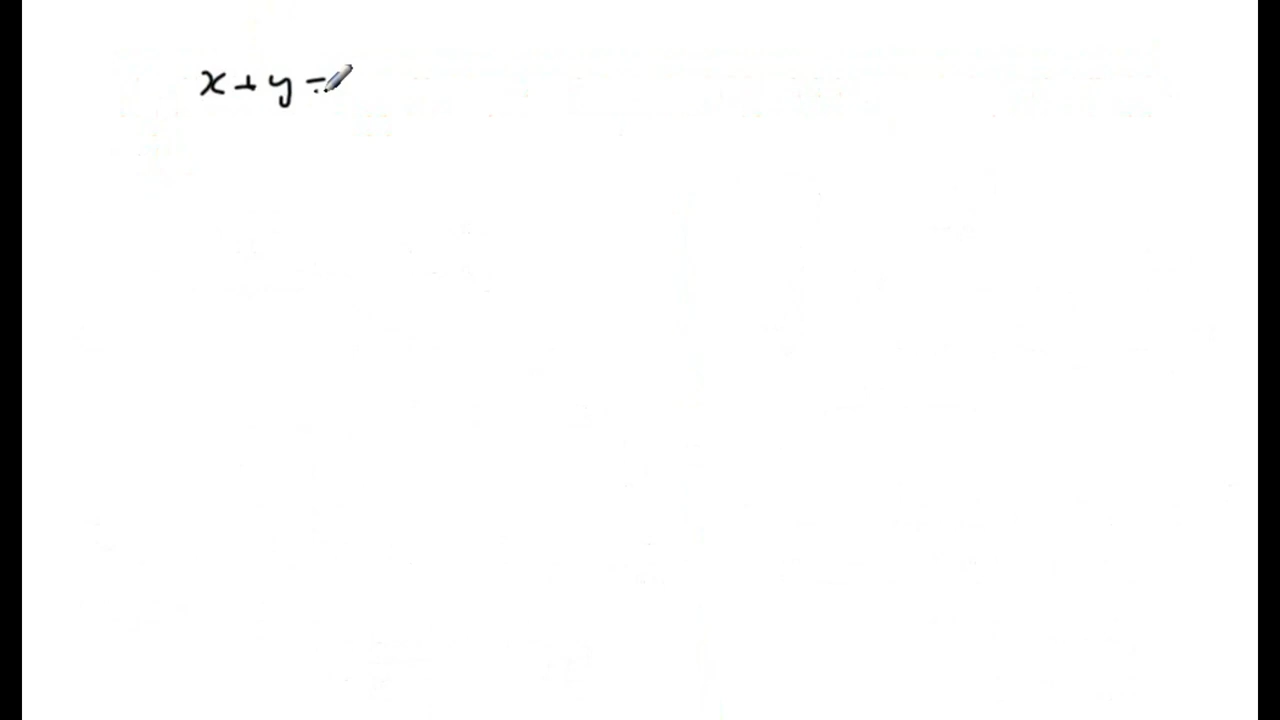 x + y =